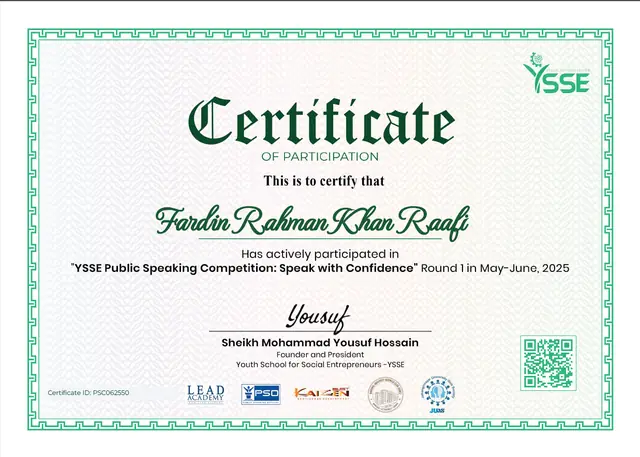 YSSE
Certificate
OF PARTICIPATION
This is to certify that
Fardin Rahman Khan Raafi
Has actively participated in
"YSSE Public Speaking Competition: Speak with Confidence" Round 1 in May-June, 2025
Yousuf
Sheikh Mohammad Yousuf Hossain
Founder and President
Youth School for Social Entrepreneurs -YSSE
Certificate ID: PSC062550
LEAD
ACADEMY
PSO
KAIZEN
JUMS